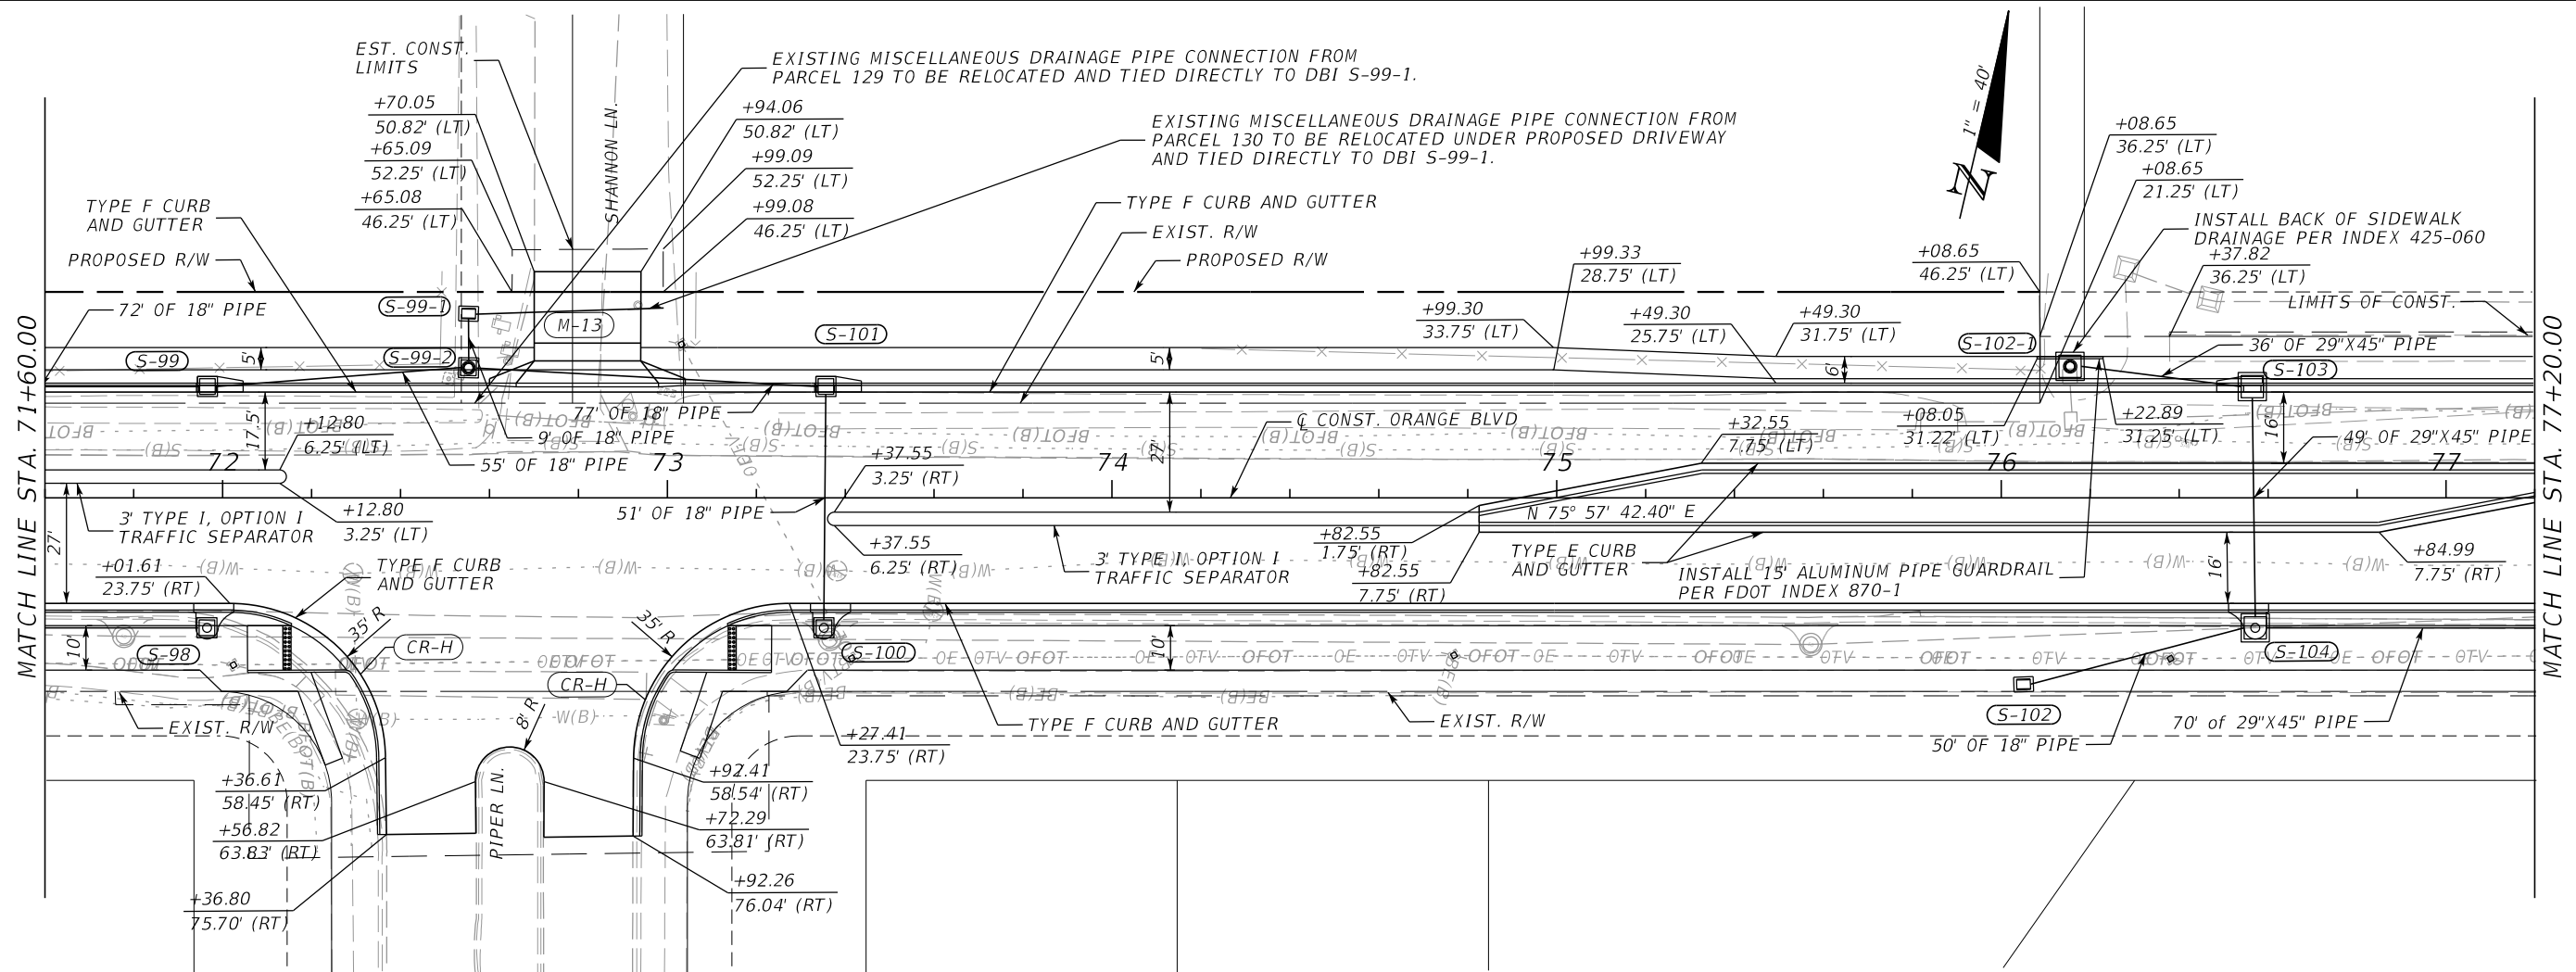 EST. CONST.
LIMITS
EXISTING MISCELLANEOUS DRAINAGE PIPE CONNECTION FROM
PARCEL 129 TO BE RELOCATED AND TIED DIRECTLY TO DBI S-99-1.
EXISTING MISCELLANEOUS DRAINAGE PIPE CONNECTION FROM
PARCEL 130 TO BE RELOCATED UNDER PROPOSED DRIVEWAY
AND TIED DIRECTLY TO DBI S-99-1.
+70.05
50.82' (LT)
+65.09
52.25' (LT)
+65.08
46.25' (LT)
SHANNON LN.
+94.06
50.82' (LT)
+99.09
52.25' (LT)
+99.08
46.25' (LT)
1" = 40'
N
+08.65
36.25' (LT)
+08.65
21.25' (LT)
INSTALL BACK OF SIDEWALK
DRAINAGE PER INDEX 425-060
+37.82
36.25' (LT)
LIMITS OF CONST.
TYPE F CURB
AND GUTTER
PROPOSED R/W
72' OF 18" PIPE
TYPE F CURB AND GUTTER
EXIST. R/W
PROPOSED R/W
+99.33
28.75' (LT)
+08.65
46.25' (LT)
+99.30
33.75' (LT)
+49.30
25.75' (LT)
+49.30
31.75' (LT)
S-99-1
M-13
S-101
S-99
S-99-2
S-102-1
36' OF 29"X45" PIPE
S-103
5'
5'
6'
MATCH LINE STA. 71+60.00
MATCH LINE STA. 77+20.00
77' OF 18" PIPE
9' OF 18" PIPE
55' OF 18" PIPE
17.5'
+12.80
6.25' (LT)
℄ CONST. ORANGE BLVD
27'
+32.55
7.75' (LT)
+08.05
31.22' (LT)
+22.89
31.25' (LT)
16'
49' OF 29"X45" PIPE
72
73
74
75
76
77
+37.55
3.25' (RT)
3' TYPE I, OPTION I
TRAFFIC SEPARATOR
+12.80
3.25' (LT)
51' OF 18" PIPE
N 75° 57' 42.40" E
27'
+01.61
23.75' (RT)
TYPE F CURB
AND GUTTER
+37.55
6.25' (RT)
3' TYPE I, OPTION I
TRAFFIC SEPARATOR
+82.55
1.75' (RT)
+82.55
7.75' (RT)
TYPE E CURB
AND GUTTER
INSTALL 15' ALUMINUM PIPE GUARDRAIL
PER FDOT INDEX 870-1
16'
+84.99
7.75' (RT)
10'
S-98
35' R
CR-H
35' R
CR-H
S-100
10'
S-104
S-102
8' R
EXIST. R/W
TYPE F CURB AND GUTTER
EXIST. R/W
50' OF 18" PIPE
70' of 29"X45" PIPE
+27.41
23.75' (RT)
+36.61
58.45' (RT)
+56.82
63.83' (RT)
PIPER LN.
+92.41
58.54' (RT)
+72.29
63.81' (RT)
+36.80
75.70' (RT)
+92.26
76.04' (RT)